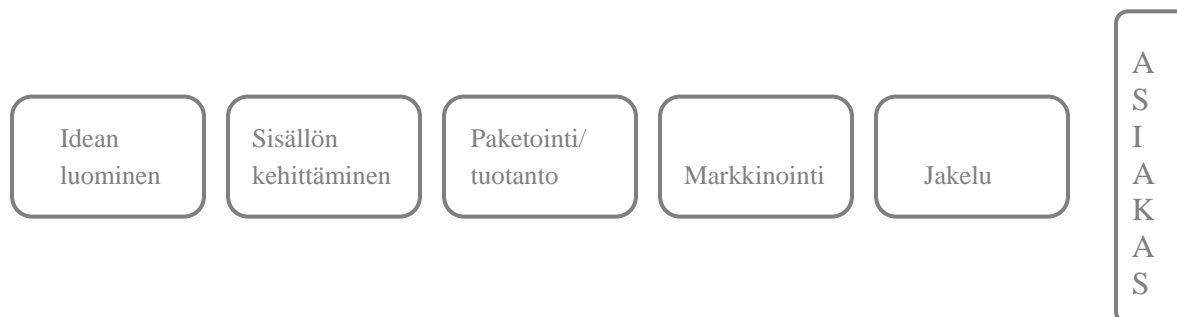 Idean
luominen
Sisällön
kehittäminen
Paketointi/
tuotanto
Markkinointi
Jakelu
A
S
I
A
K
A
S